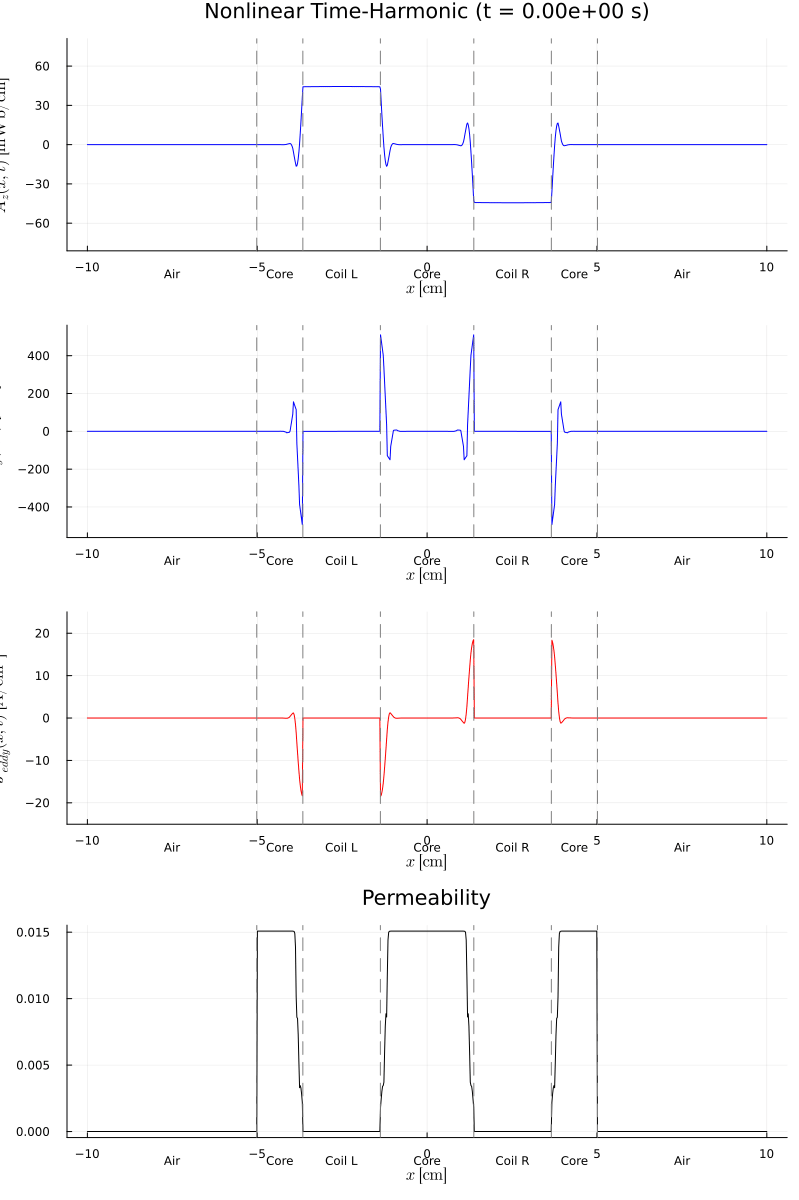 Nonlinear Time-Harmonic (t = 0.00e+00 s)
60
30
0
−30
−60
−10 −5 0 5 10
Air Core Coil L Core Coil R Core Air
x [cm]
400
200
0
−200
−400
−10 −5 0 5 10
Air Core Coil L Core Coil R Core Air
x [cm]
20
10
0
−10
−20
−10 −5 0 5 10
Air Core Coil L Core Coil R Core Air
x [cm]
Permeability
0.015
0.010
0.005
0.000
−10 −5 0 5 10
Air Core Coil L Core Coil R Core Air
x [cm]